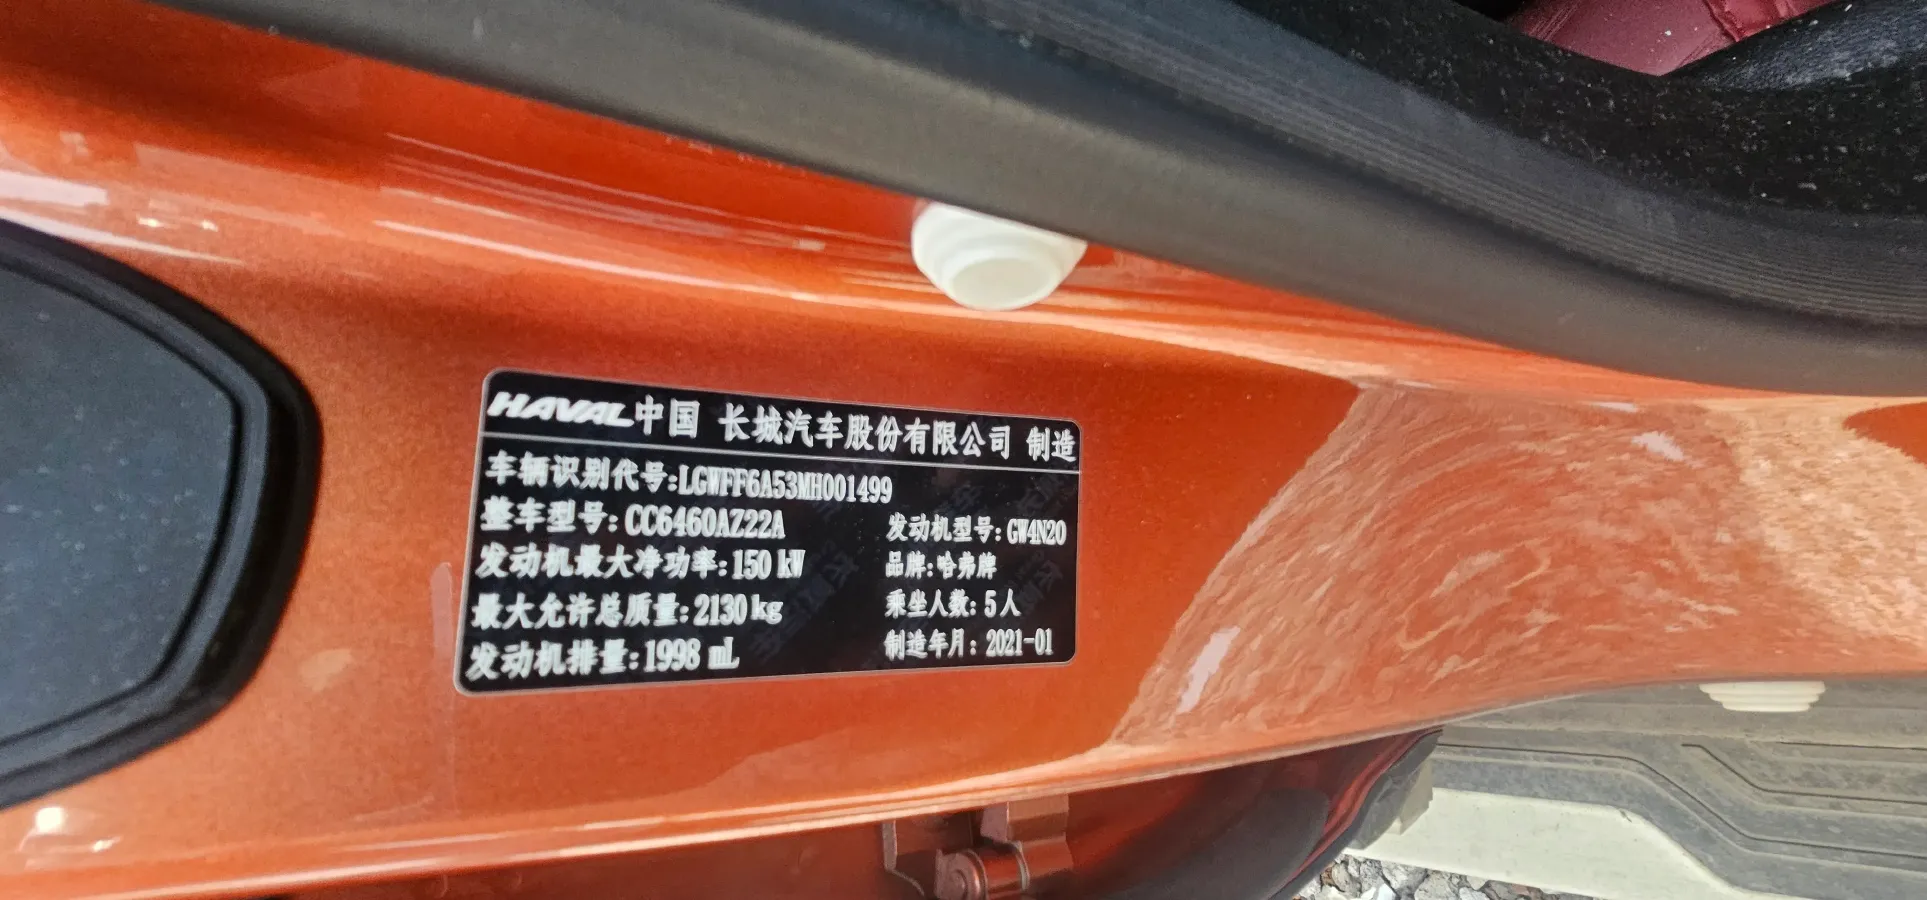 HAVAL中国 长城汽车股份有限公司 制造
车辆识别代号:LGWFF6A53MH001499
整车型号:CC6460AZ22A 发动机型号:GW4N20
发动机最大净功率:150 kW 品牌:哈弗牌
最大允许总质量:2130 kg 乘坐人数:5人
发动机排量:1998 mL 制造年月:2021-01